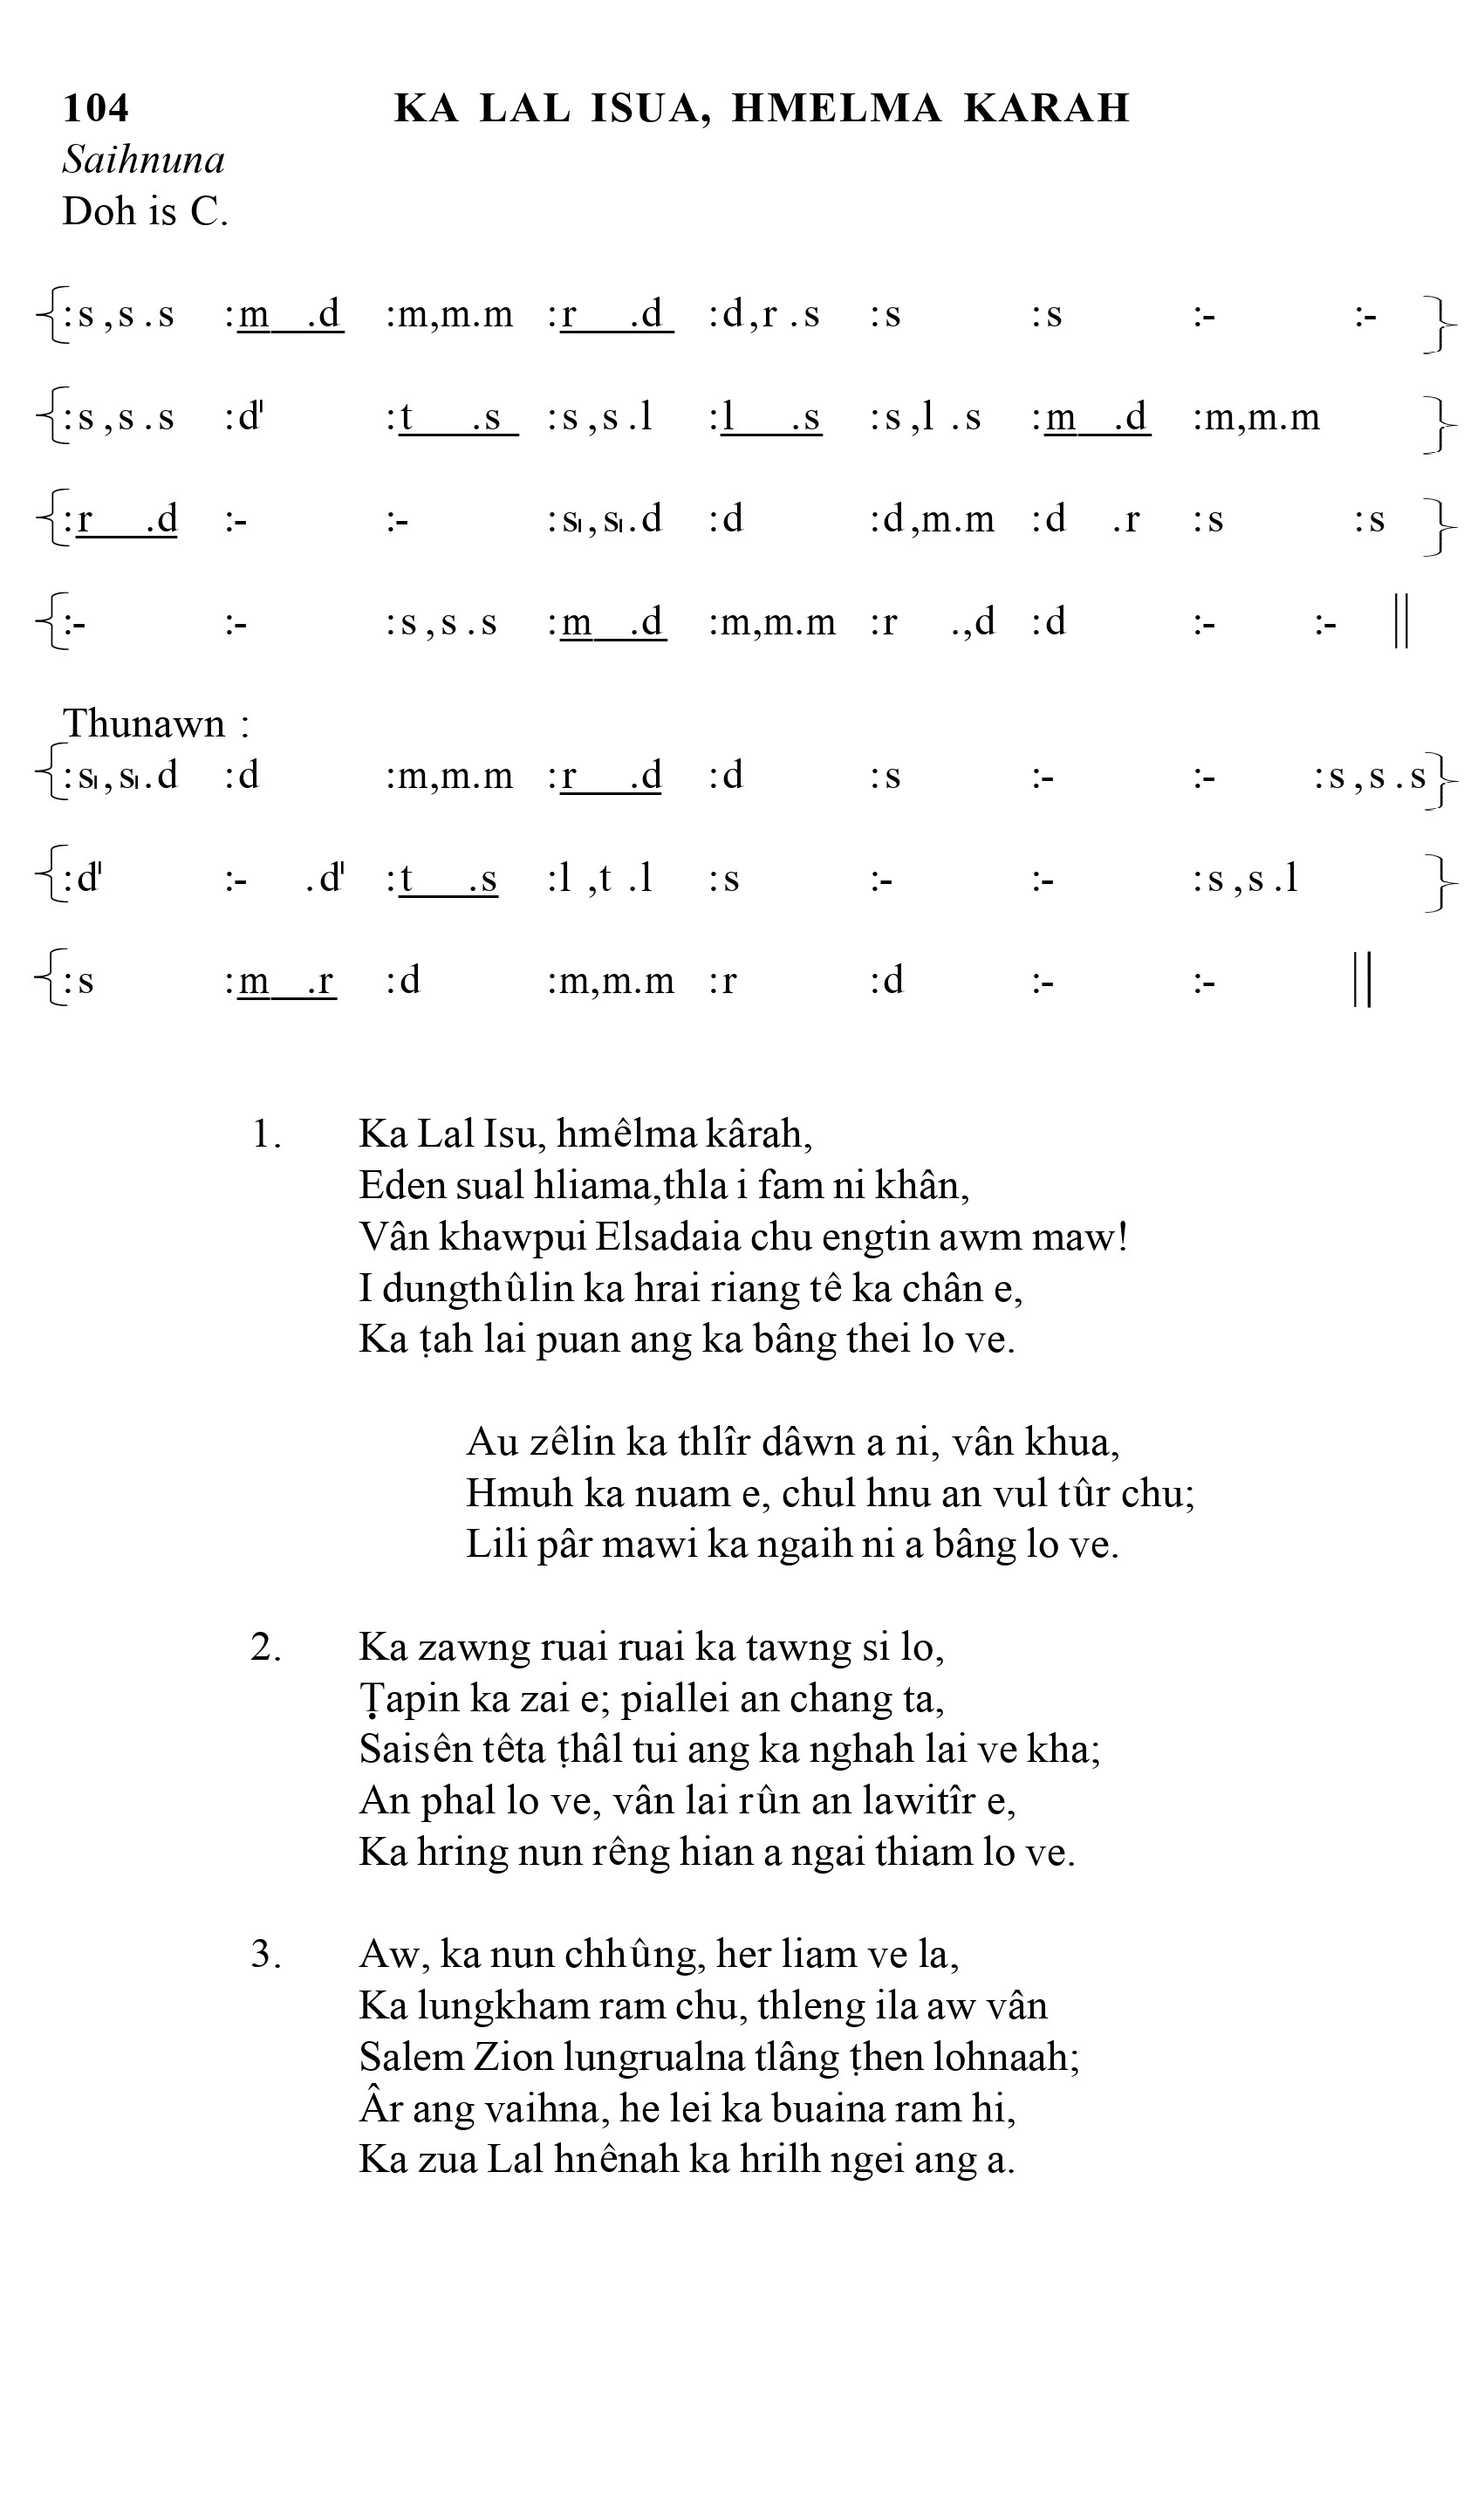 104 KA LAL ISUA, HMELMA KARAH
Saihnuna
Doh is C.
{:s ,s .s :m .d :m,m.m :r .d :d,r .s :s :s :- :- }
{:s ,s .s :d' :t .s :s ,s .l :l .s :s ,l .s :m .d :m,m.m }
{:r .d :- :- :s₁,s₁.d :d :d,m.m :d .r :s :s }
{:- :- :s ,s .s :m .d :m,m.m :r .,d :d :- :- ||
Thunawn :
{:s₁,s₁.d :d :m,m.m :r .d :d :s :- :- :s ,s .s }
{:d' :- .d' :t .s :l ,t .l :s :- :- :s ,s .l }
{:s :m .r :d :m,m.m :r :d :- :- ||
1. Ka Lal Isu, hmêlma kârah,
Eden sual hliama,thla i fam ni khân,
Vân khawpui Elsadaia chu engtin awm maw!
I dungthûlin ka hrai riang tê ka chân e,
Ka ṭah lai puan ang ka bâng thei lo ve.
Au zêlin ka thlîr dâwn a ni, vân khua,
Hmuh ka nuam e, chul hnu an vul tûr chu;
Lili pâr mawi ka ngaih ni a bâng lo ve.
2. Ka zawng ruai ruai ka tawng si lo,
Ṭapin ka zai e; piallei an chang ta,
Saisên têta ṭhâl tui ang ka nghah lai ve kha;
An phal lo ve, vân lai rûn an lawitîr e,
Ka hring nun rêng hian a ngai thiam lo ve.
3. Aw, ka nun chhûng, her liam ve la,
Ka lungkham ram chu, thleng ila aw vân
Salem Zion lungrualna tlâng ṭhen lohnaah;
Âr ang vaihna, he lei ka buaina ram hi,
Ka zua Lal hnênah ka hrilh ngei ang a.